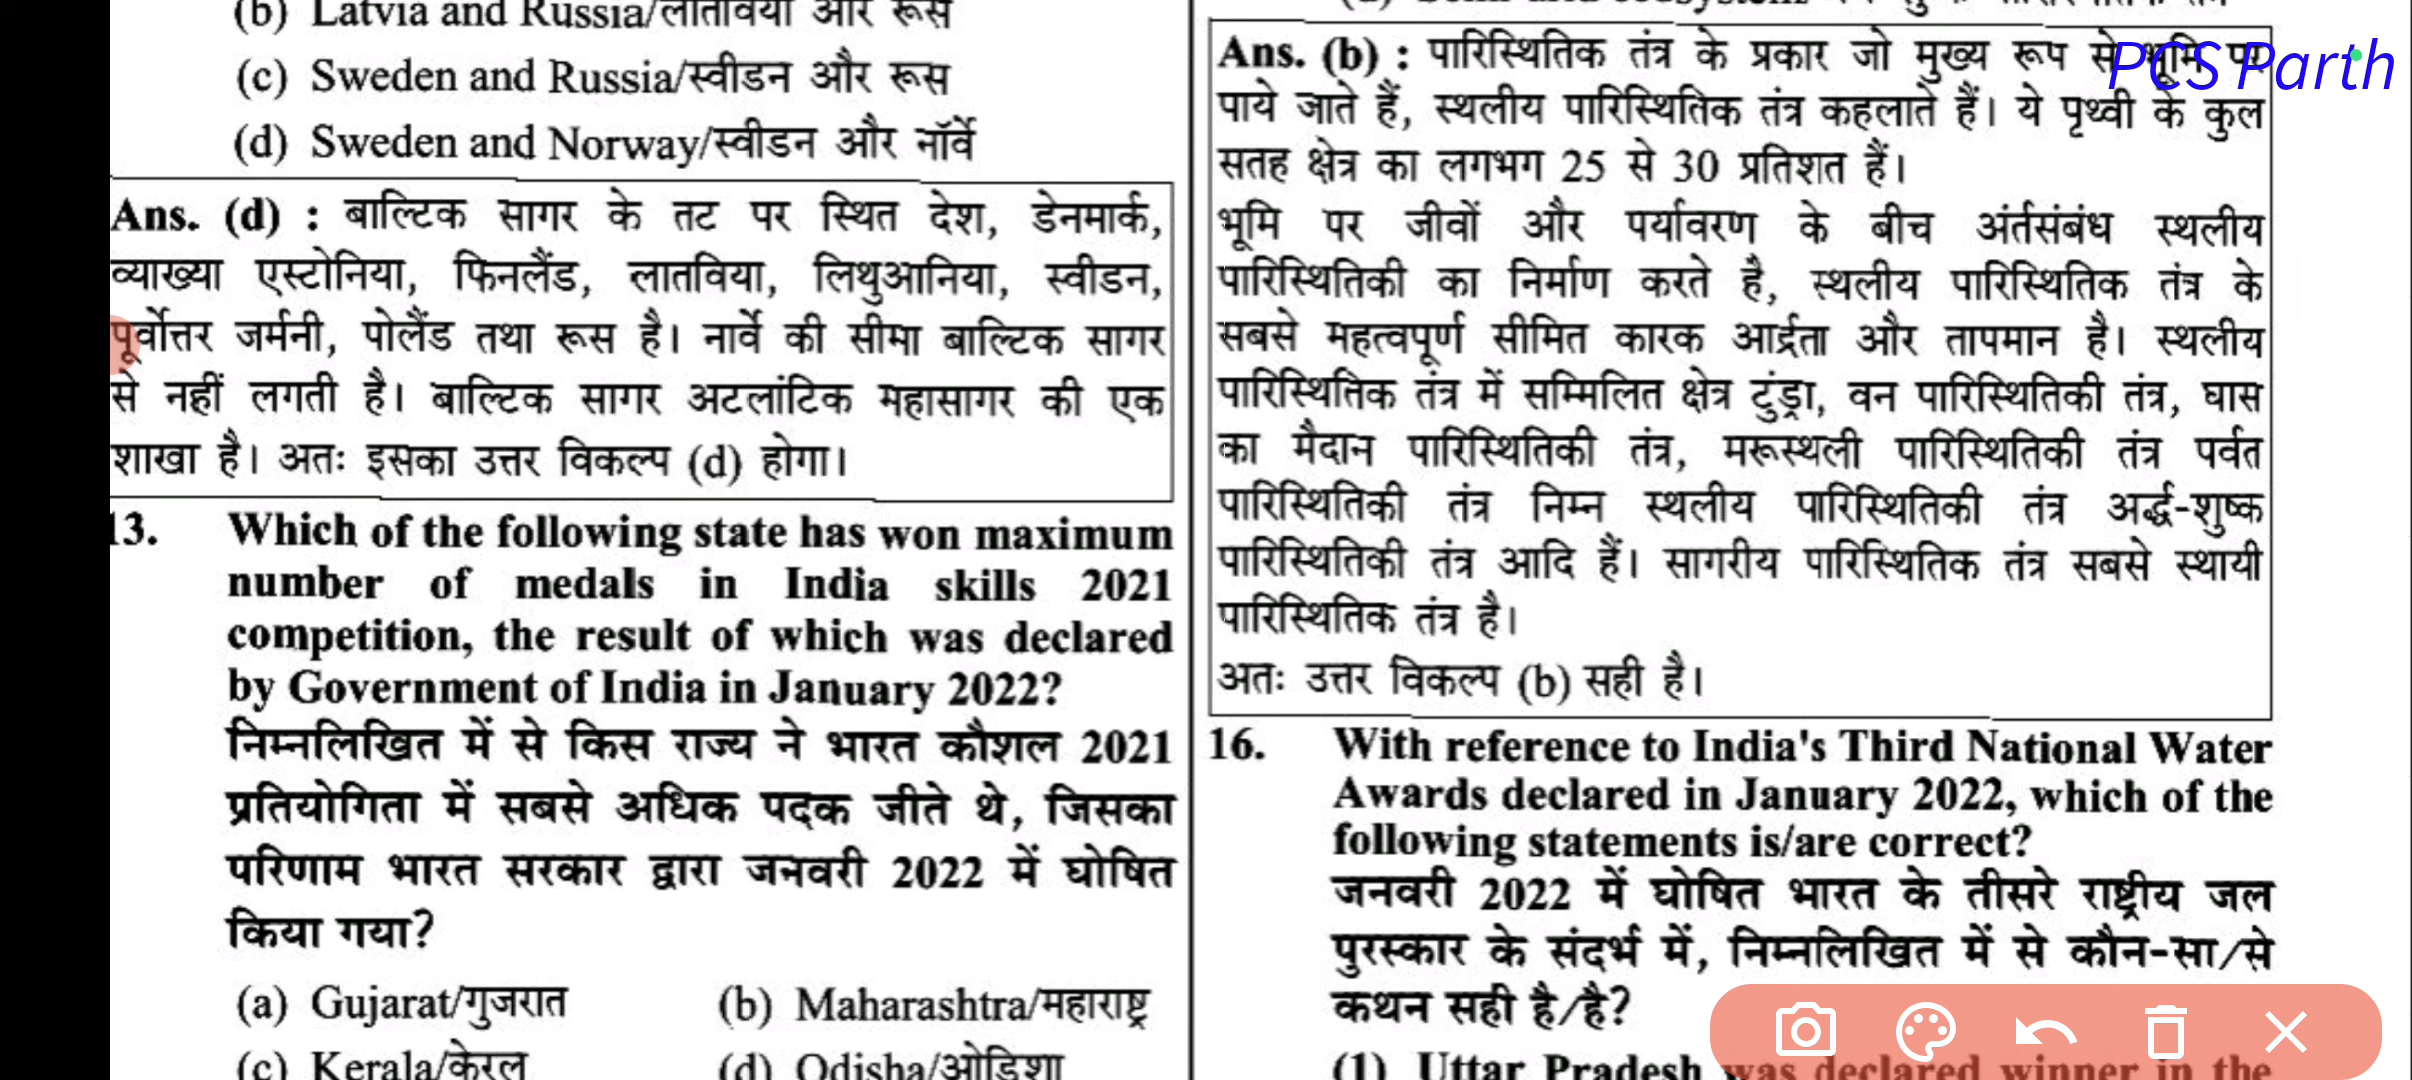 (b) Latvia and Russia/लातविया और रूस
(c) Sweden and Russia/स्वीडन और रूस
(d) Sweden and Norway/स्वीडन और नॉर्वे
Ans. (d) : बाल्टिक सागर के तट पर स्थित देश, डेनमार्क,
व्याख्या एस्टोनिया, फिनलैंड, लातविया, लिथुआनिया, स्वीडन,
पूर्वोत्तर जर्मनी, पोलैंड तथा रूस है। नार्वे की सीमा बाल्टिक सागर
से नहीं लगती है। बाल्टिक सागर अटलांटिक महासागर की एक
शाखा है। अतः इसका उत्तर विकल्प (d) होगा।
13. Which of the following state has won maximum
number of medals in India skills 2021
competition, the result of which was declared
by Government of India in January 2022?
निम्नलिखित में से किस राज्य ने भारत कौशल 2021
प्रतियोगिता में सबसे अधिक पदक जीते थे, जिसका
परिणाम भारत सरकार द्वारा जनवरी 2022 में घोषित
किया गया?
(a) Gujarat/गुजरात (b) Maharashtra/महाराष्ट्र
(c) Kerala/केरल (d) Odisha/ओडिशा
Ans. (b) : पारिस्थितिक तंत्र के प्रकार जो मुख्य रूप से भूमि पर
PCS Parth
पाये जाते हैं, स्थलीय पारिस्थितिक तंत्र कहलाते हैं। ये पृथ्वी के कुल
सतह क्षेत्र का लगभग 25 से 30 प्रतिशत हैं।
भूमि पर जीवों और पर्यावरण के बीच अंर्तसंबंध स्थलीय
पारिस्थितिकी का निर्माण करते है, स्थलीय पारिस्थितिक तंत्र के
सबसे महत्वपूर्ण सीमित कारक आर्द्रता और तापमान है। स्थलीय
पारिस्थितिक तंत्र में सम्मिलित क्षेत्र टुंड्रा, वन पारिस्थितिकी तंत्र, घास
का मैदान पारिस्थितिकी तंत्र, मरूस्थली पारिस्थितिकी तंत्र पर्वत
पारिस्थितिकी तंत्र निम्न स्थलीय पारिस्थितिकी तंत्र अर्द्ध-शुष्क
पारिस्थितिकी तंत्र आदि हैं। सागरीय पारिस्थितिक तंत्र सबसे स्थायी
पारिस्थितिक तंत्र है।
अतः उत्तर विकल्प (b) सही है।
16. With reference to India's Third National Water
Awards declared in January 2022, which of the
following statements is/are correct?
जनवरी 2022 में घोषित भारत के तीसरे राष्ट्रीय जल
पुरस्कार के संदर्भ में, निम्नलिखित में से कौन-सा/से
कथन सही है/है?
(1) Uttar Pradesh was declared winner in the